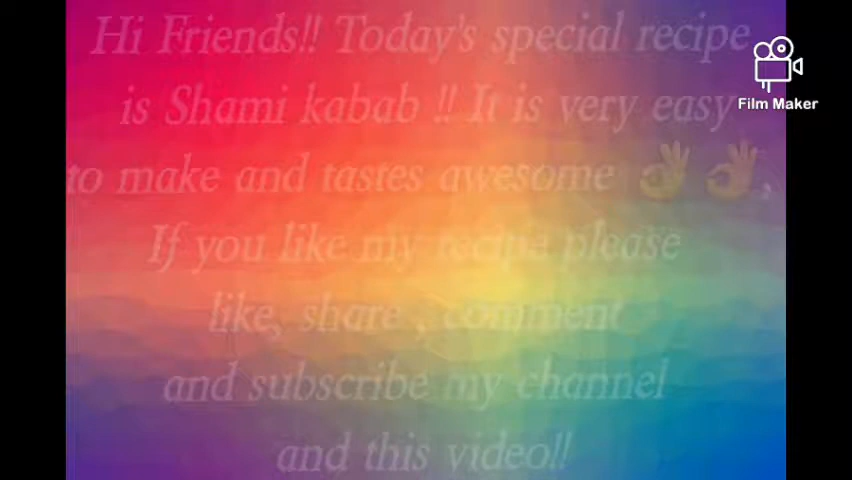 Hi Friends!! Today's special recipe
is Shami kabab !! It is very easy
to make and tastes awesome 👌👌,
If you like my recipe please
like, share , comment
and subscribe my channel
and this video!!
Film Maker